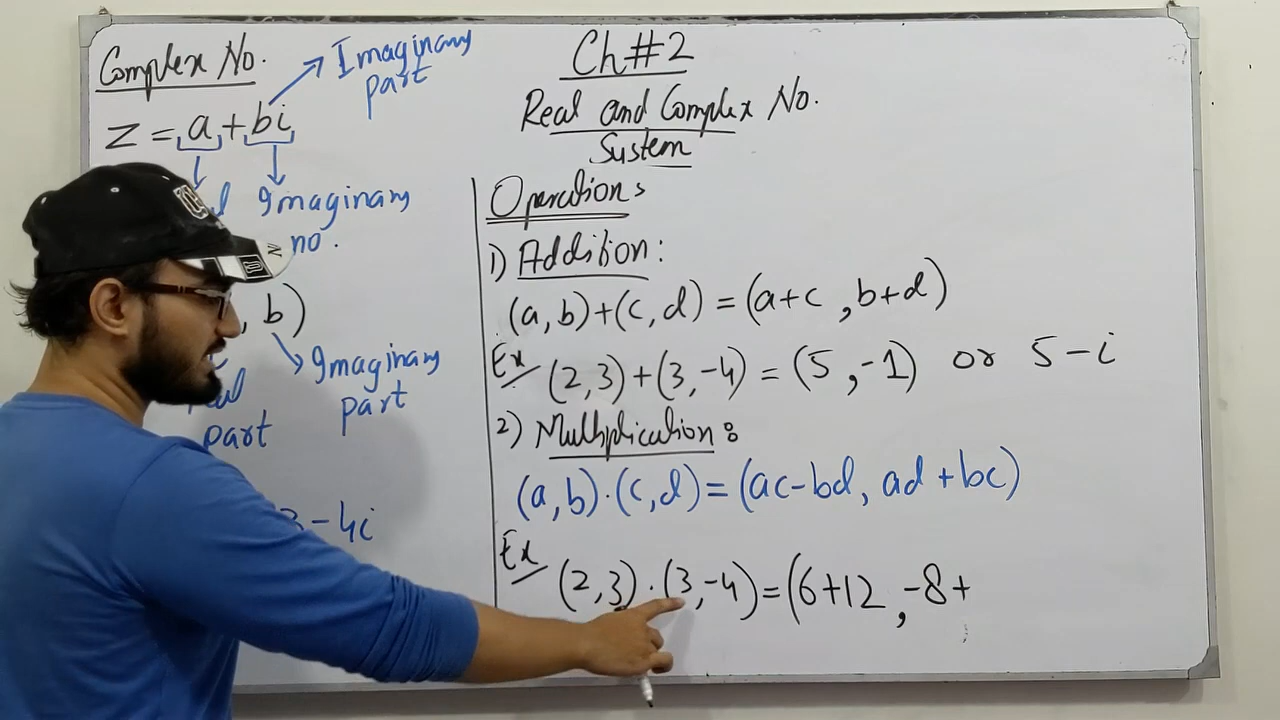 Complex No.
Imaginary
part
z = a + bi
Imaginary
no.
, b)
Imaginary
part
part
3 - 4i
Ch#2
Real and Complex No.
System
Operations
1) Addition:
(a, b) + (c, d) = (a+c , b+d)
Ex (2,3) + (3,-4) = (5 , -1) or 5 - i
2) Multiplication:
(a, b) · (c, d) = (ac-bd, ad + bc)
Ex
(2,3) · (3,-4) = (6+12 , -8+